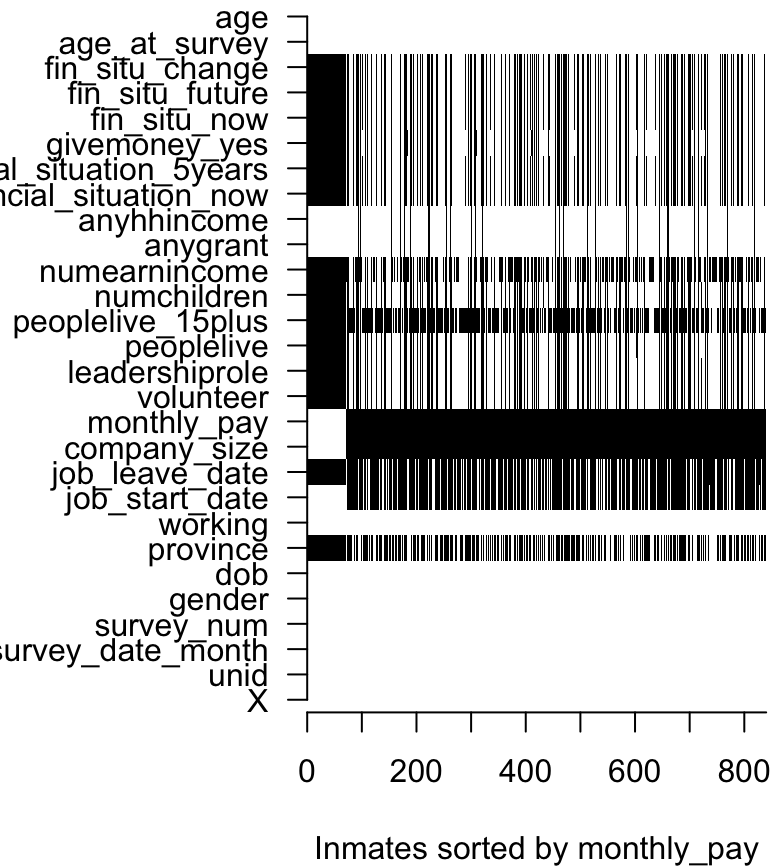 age
age_at_survey
fin_situ_change
fin_situ_future
fin_situ_now
givemoney_yes
al_situation_5years
ncial_situation_now
anyhhincome
anygrant
numearnincome
numchildren
peoplelive_15plus
peoplelive
leadershiprole
volunteer
monthly_pay
company_size
job_leave_date
job_start_date
working
province
dob
gender
survey_num
survey_date_month
unid
X
0 200 400 600 800
Inmates sorted by monthly_pay